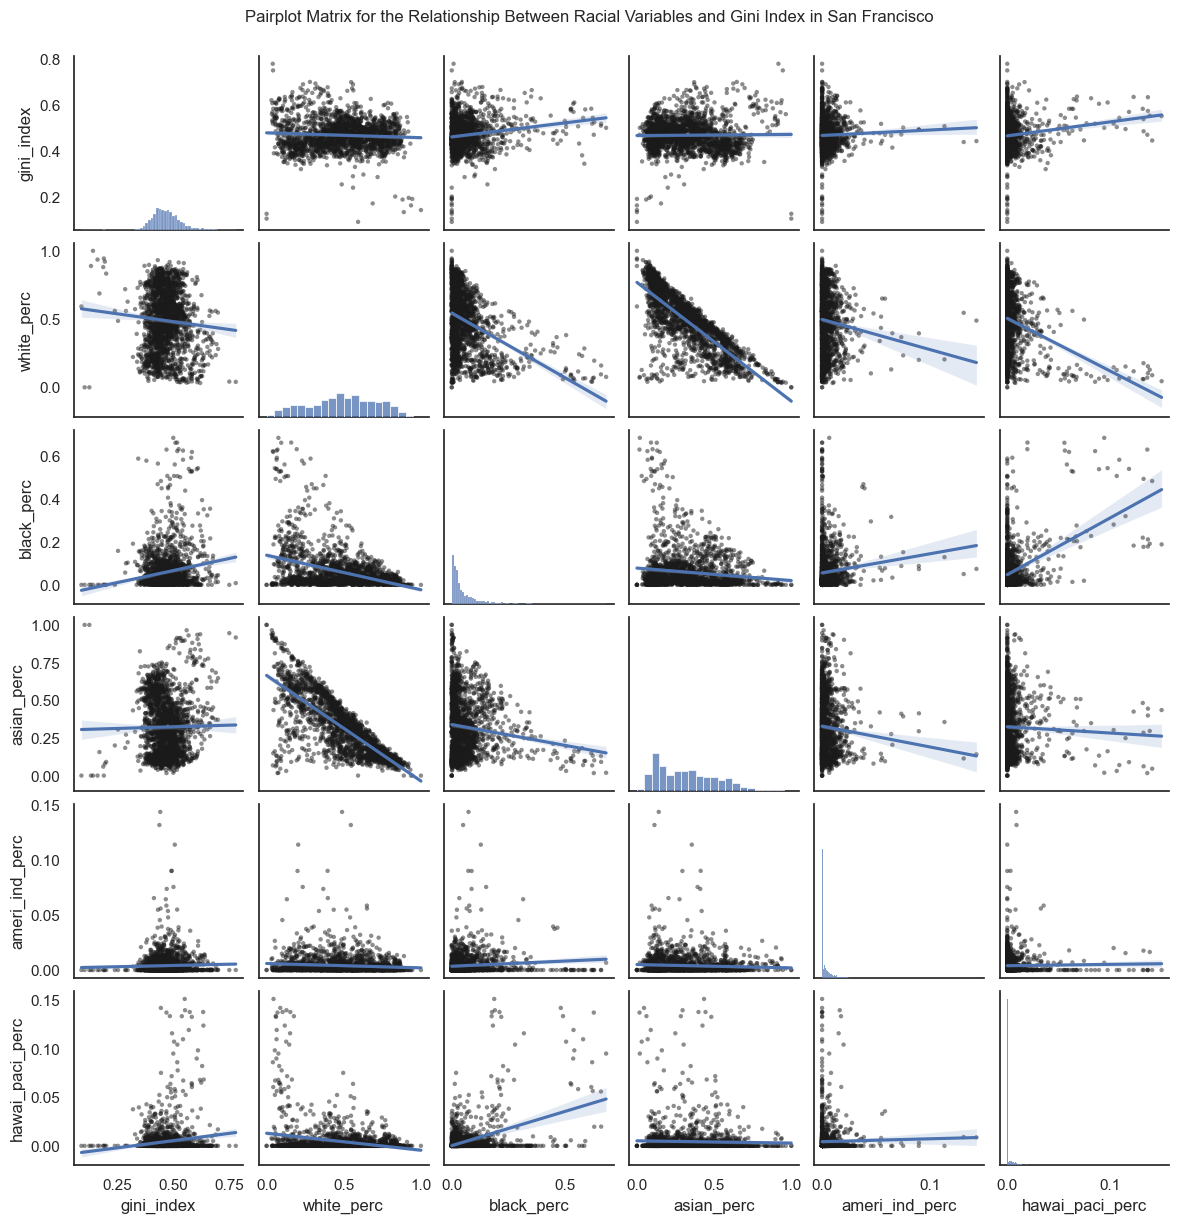 Pairplot Matrix for the Relationship Between Racial Variables and Gini Index in San Francisco
0.8
0.6
0.4
0.2
gini_index
1.0
0.5
0.0
white_perc
0.6
0.4
0.2
0.0
black_perc
1.00
0.75
0.50
0.25
0.00
asian_perc
0.15
0.10
0.05
0.00
ameri_ind_perc
0.15
0.10
0.05
0.00
hawai_paci_perc
0.25 0.50 0.75
gini_index
0.0 0.5 1.0
white_perc
0.0 0.5
black_perc
0.0 0.5 1.0
asian_perc
0.0 0.1
ameri_ind_perc
0.0 0.1
hawai_paci_perc